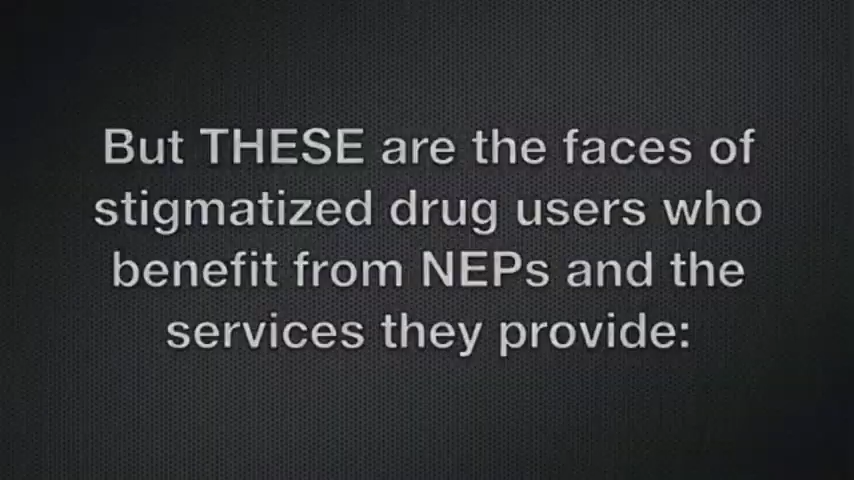 But THESE are the faces of
stigmatized drug users who
benefit from NEPs and the
services they provide: